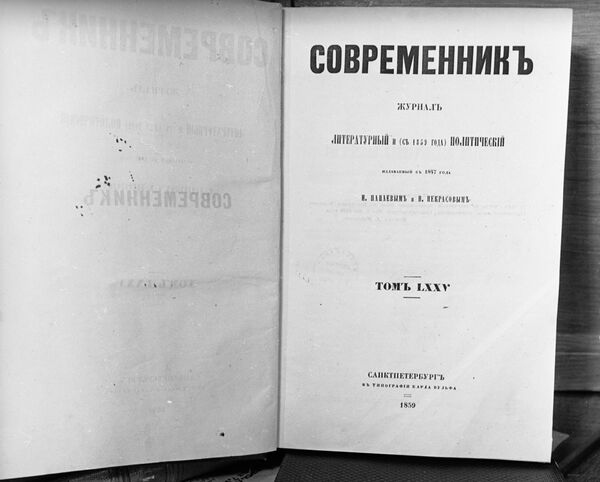 СОВРЕМЕННИКЪ
ЖУРНАЛЪ
ЛИТЕРАТУРНЫЙ И (СЪ 1859 ГОДА) ПОЛИТИЧЕСКІЙ
ИЗДАВАЕМЫЙ СЪ 1847 ГОДА
И. ПАНАЕВЫМЪ и Н. НЕКРАСОВЫМЪ
ТОМЪ LXXV
САНКТПЕТЕРБУРГЪ
ВЪ ТИПОГРАФІИ КАРЛА ВУЛЬФА
1859